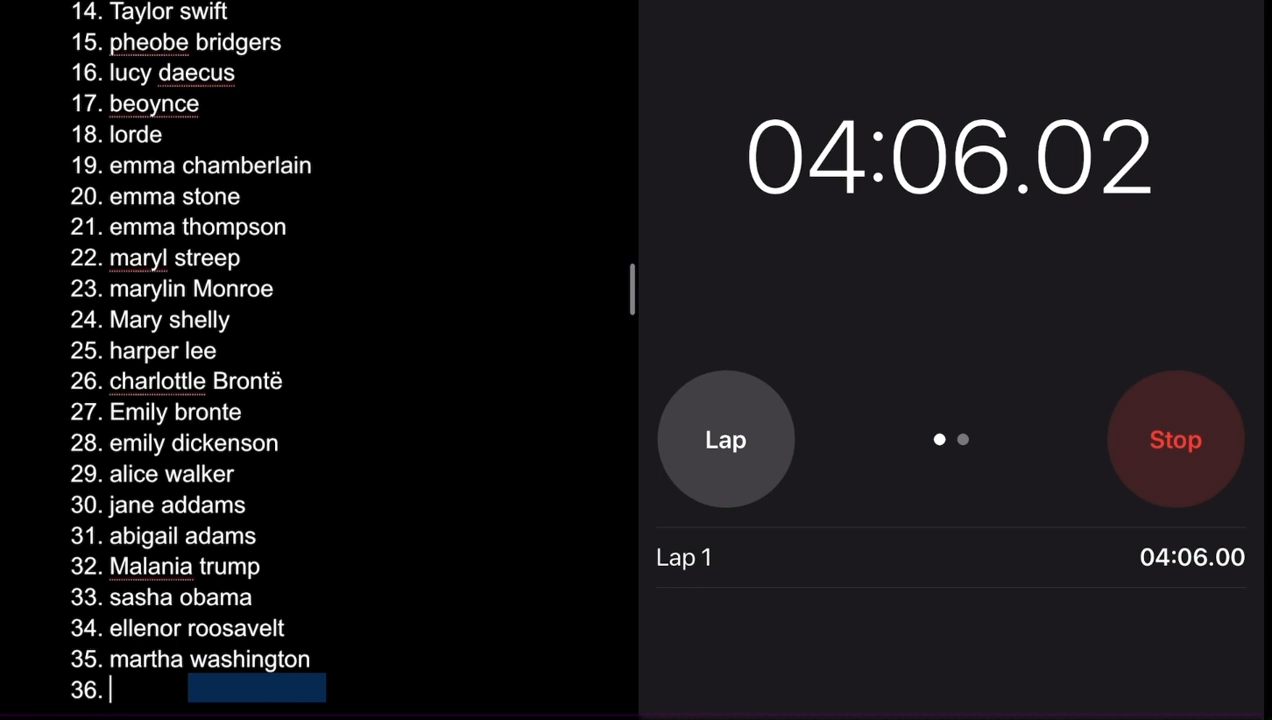 14. Taylor swift
15. pheobe bridgers
16. lucy daecus
17. beoynce
18. lorde
19. emma chamberlain
20. emma stone
21. emma thompson
22. maryl streep
23. marylin Monroe
24. Mary shelly
25. harper lee
26. charlottle Brontë
27. Emily bronte
28. emily dickenson
29. alice walker
30. jane addams
31. abigail adams
32. Malania trump
33. sasha obama
34. ellenor roosavelt
35. martha washington
36.
04:06.02
Lap
Stop
Lap 1 04:06.00